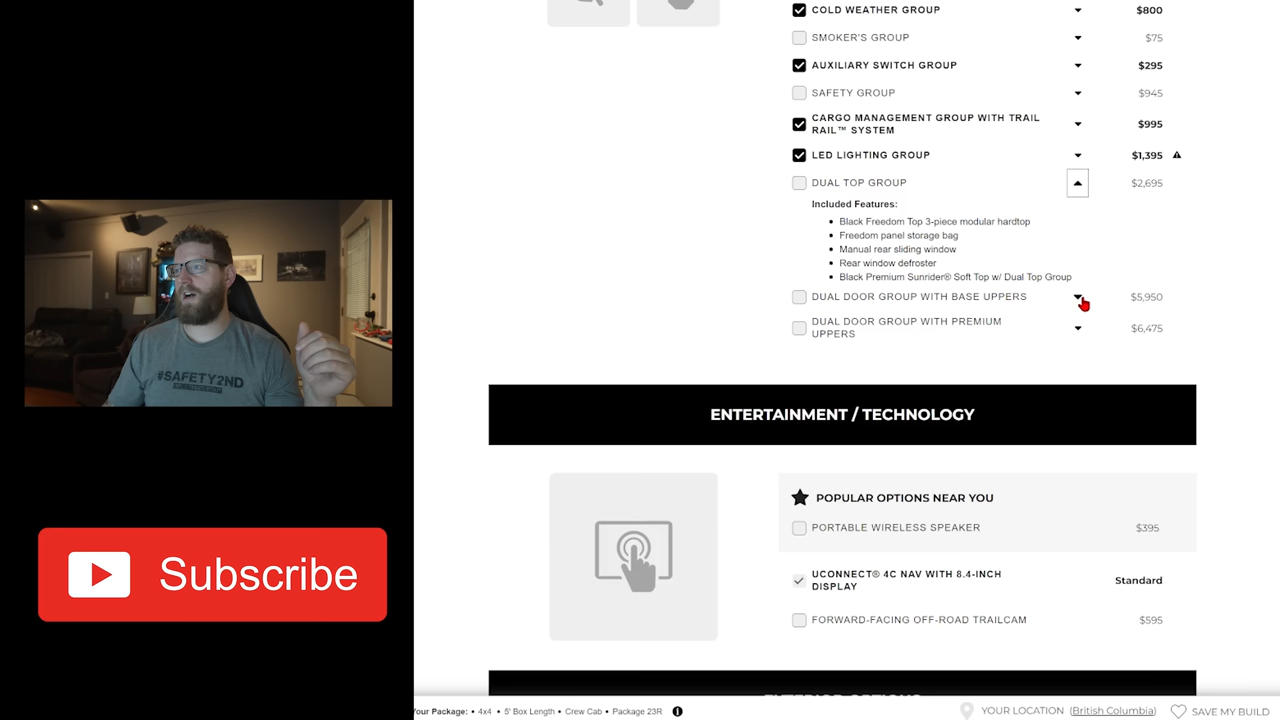 COLD WEATHER GROUP $800
SMOKER'S GROUP $75
AUXILIARY SWITCH GROUP $295
SAFETY GROUP $945
CARGO MANAGEMENT GROUP WITH TRAIL
RAIL™ SYSTEM $995
LED LIGHTING GROUP $1,395
DUAL TOP GROUP $2,695
Included Features:
• Black Freedom Top 3-piece modular hardtop
• Freedom panel storage bag
• Manual rear sliding window
• Rear window defroster
• Black Premium Sunrider® Soft Top w/ Dual Top Group
DUAL DOOR GROUP WITH BASE UPPERS $5,950
DUAL DOOR GROUP WITH PREMIUM
UPPERS $6,475
#SAFETY2ND
ENTERTAINMENT / TECHNOLOGY
POPULAR OPTIONS NEAR YOU
PORTABLE WIRELESS SPEAKER $395
UCONNECT® 4C NAV WITH 8.4-INCH
DISPLAY Standard
FORWARD-FACING OFF-ROAD TRAILCAM $595
Subscribe
Your Package: • 4x4 • 5' Box Length • Crew Cab • Package 23R
YOUR LOCATION (British Columbia) SAVE MY BUILD